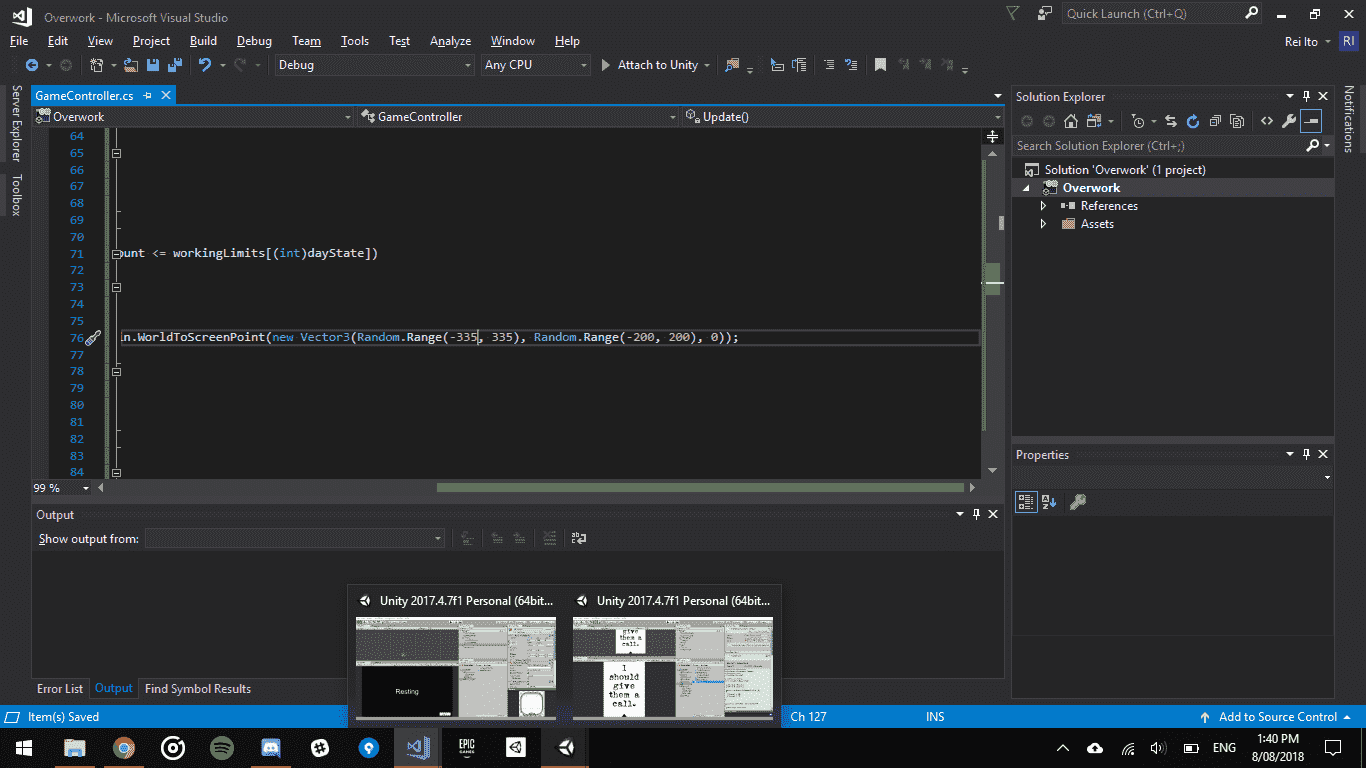 Overwork - Microsoft Visual Studio
Quick Launch (Ctrl+Q)
File Edit View Project Build Debug Team Tools Test Analyze Window Help
Rei Ito RI
Debug Any CPU Attach to Unity
Server Explorer
Toolbox
GameController.cs
Overwork GameController Update()
64
65
66
67
68
69
70
71 ount <= workingLimits[(int)dayState])
72
73
74
75
76 in.WorldToScreenPoint(new Vector3(Random.Range(-335, 335), Random.Range(-200, 200), 0));
77
78
79
80
81
82
83
84
99 %
Output
Show output from:
Error List Output Find Symbol Results
Solution Explorer
Search Solution Explorer (Ctrl+;)
Solution 'Overwork' (1 project)
Overwork
References
Assets
Properties
Notifications
Unity 2017.4.7f1 Personal (64bit...
Resting
Unity 2017.4.7f1 Personal (64bit...
give
them a
call.
I
should
give
them a
call.
Item(s) Saved Ch 127 INS Add to Source Control
EPIC
GAMES
ENG
1:40 PM
8/08/2018